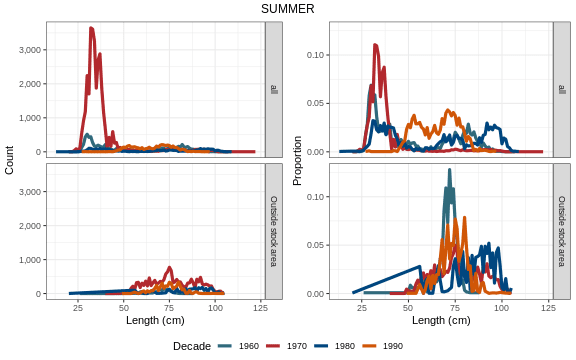 SUMMER
Count
3,000
2,000
1,000
0
all
3,000
2,000
1,000
0
Outside stock area
25
50
75
100
125
Length (cm)
Proportion
0.10
0.05
0.00
all
0.10
0.05
0.00
Outside stock area
25
50
75
100
125
Length (cm)
Decade 1960 1970 1980 1990